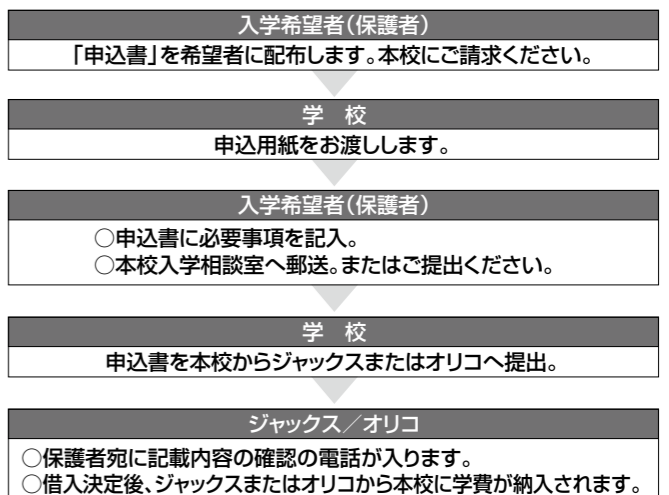 入学希望者（保護者）
「申込書」を希望者に配布します。本校にご請求ください。
学　校
申込用紙をお渡しします。
入学希望者（保護者）
○申込書に必要事項を記入。
○本校入学相談室へ郵送。またはご提出ください。
学　校
申込書を本校からジャックスまたはオリコへ提出。
ジャックス／オリコ
○保護者宛に記載内容の確認の電話が入ります。
○借入決定後、ジャックスまたはオリコから本校に学費が納入されます。